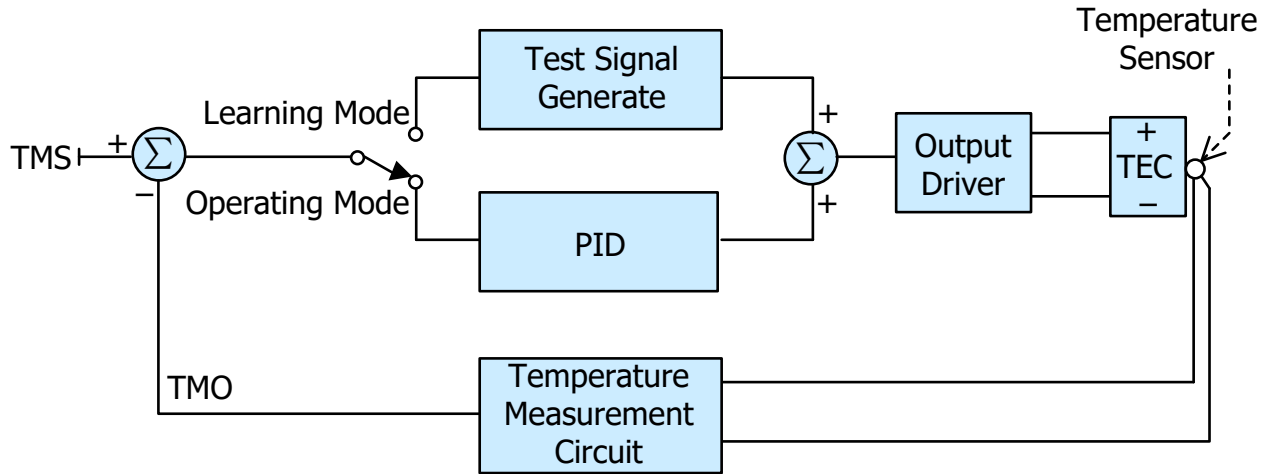 Temperature
Sensor
Test Signal
Generate
Learning Mode
+
+
TMS
+
Σ
Σ
Output
Driver
+
TEC
−
−
Operating Mode
+
PID
TMO
Temperature
Measurement
Circuit